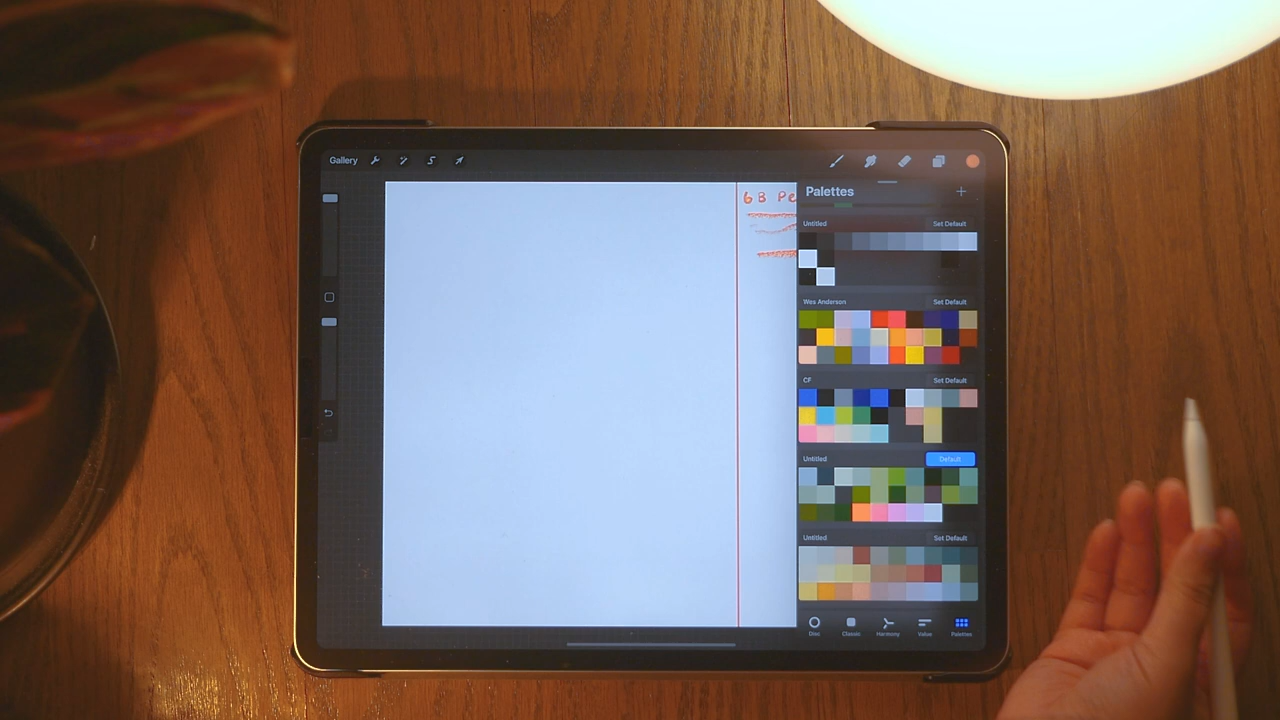 Gallery
6B
Palettes
Untitled Set Default
Wes Anderson Set Default
CF Set Default
Untitled Default
Untitled Set Default
Disc Classic Harmony Value Palettes